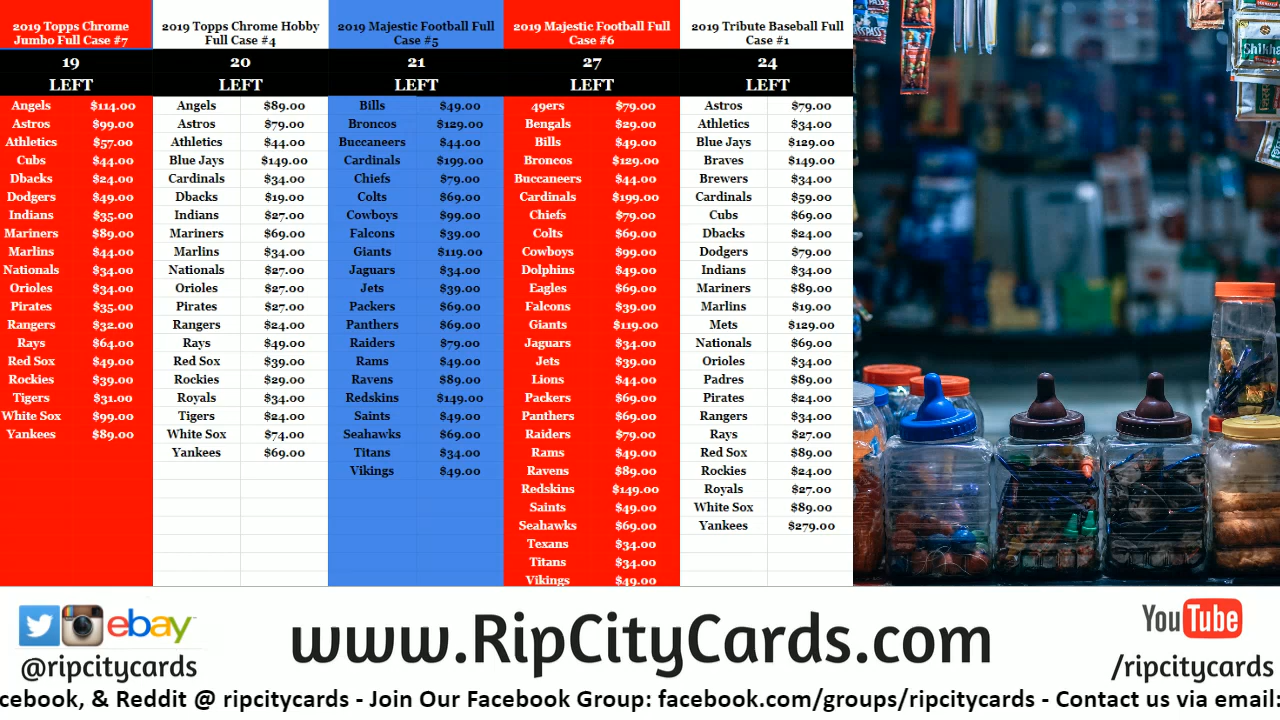 2019 Topps Chrome Jumbo Full Case #7
19
LEFT
Angels $114.00
Astros $99.00
Athletics $57.00
Cubs $44.00
Dbacks $24.00
Dodgers $49.00
Indians $35.00
Mariners $89.00
Marlins $44.00
Nationals $34.00
Orioles $34.00
Pirates $35.00
Rangers $32.00
Rays $64.00
Red Sox $49.00
Rockies $39.00
Tigers $31.00
White Sox $99.00
Yankees $89.00
2019 Topps Chrome Hobby Full Case #4
20
LEFT
Angels $89.00
Astros $79.00
Athletics $44.00
Blue Jays $149.00
Cardinals $34.00
Dbacks $19.00
Indians $27.00
Mariners $69.00
Marlins $34.00
Nationals $27.00
Orioles $27.00
Pirates $27.00
Rangers $24.00
Rays $49.00
Red Sox $39.00
Rockies $29.00
Royals $34.00
Tigers $24.00
White Sox $74.00
Yankees $69.00
2019 Majestic Football Full Case #5
21
LEFT
Bills $49.00
Broncos $129.00
Buccaneers $44.00
Cardinals $199.00
Chiefs $79.00
Colts $69.00
Cowboys $99.00
Falcons $39.00
Giants $119.00
Jaguars $34.00
Jets $39.00
Packers $69.00
Panthers $69.00
Raiders $79.00
Rams $49.00
Ravens $89.00
Redskins $149.00
Saints $49.00
Seahawks $69.00
Titans $34.00
Vikings $49.00
2019 Majestic Football Full Case #6
27
LEFT
49ers $79.00
Bengals $29.00
Bills $49.00
Broncos $129.00
Buccaneers $44.00
Cardinals $199.00
Chiefs $79.00
Colts $69.00
Cowboys $99.00
Dolphins $49.00
Eagles $69.00
Falcons $39.00
Giants $119.00
Jaguars $34.00
Jets $39.00
Lions $44.00
Packers $69.00
Panthers $69.00
Raiders $79.00
Rams $49.00
Ravens $89.00
Redskins $149.00
Saints $49.00
Seahawks $69.00
Texans $34.00
Titans $34.00
Vikings $49.00
2019 Tribute Baseball Full Case #1
24
LEFT
Astros $79.00
Athletics $34.00
Blue Jays $129.00
Braves $149.00
Brewers $34.00
Cardinals $59.00
Cubs $69.00
Dbacks $24.00
Dodgers $79.00
Indians $34.00
Mariners $89.00
Marlins $19.00
Mets $129.00
Nationals $69.00
Orioles $34.00
Padres $89.00
Pirates $24.00
Rangers $34.00
Rays $27.00
Red Sox $89.00
Rockies $24.00
Royals $27.00
White Sox $89.00
Yankees $279.00
ebay
@ripcitycards
www.RipCityCards.com
YouTube
/ripcitycards
cebook, & Reddit @ ripcitycards - Join Our Facebook Group: facebook.com/groups/ripcitycards - Contact us via email: